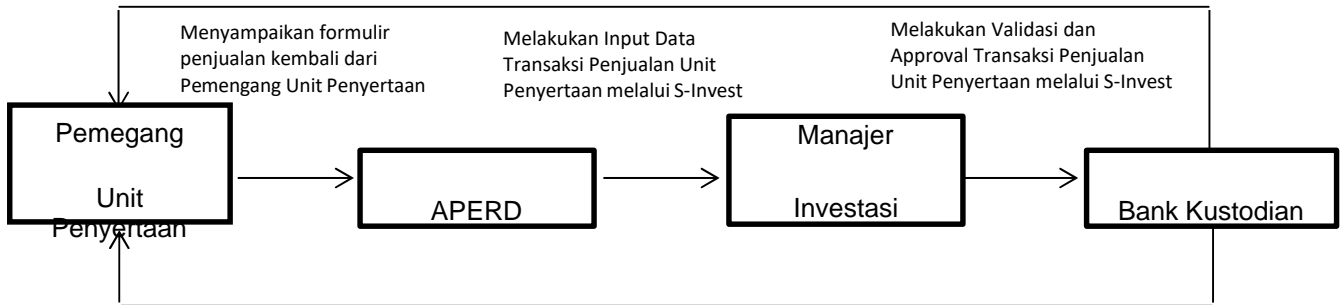 Menyampaikan formulir
penjualan kembali dari
Pemengang Unit Penyertaan
Melakukan Input Data
Transaksi Penjualan Unit
Penyertaan melalui S-Invest
Melakukan Validasi dan
Approval Transaksi Penjualan
Unit Penyertaan melalui S-Invest
Pemegang
Unit
Penyertaan
APERD
Manajer
Investasi
Bank Kustodian